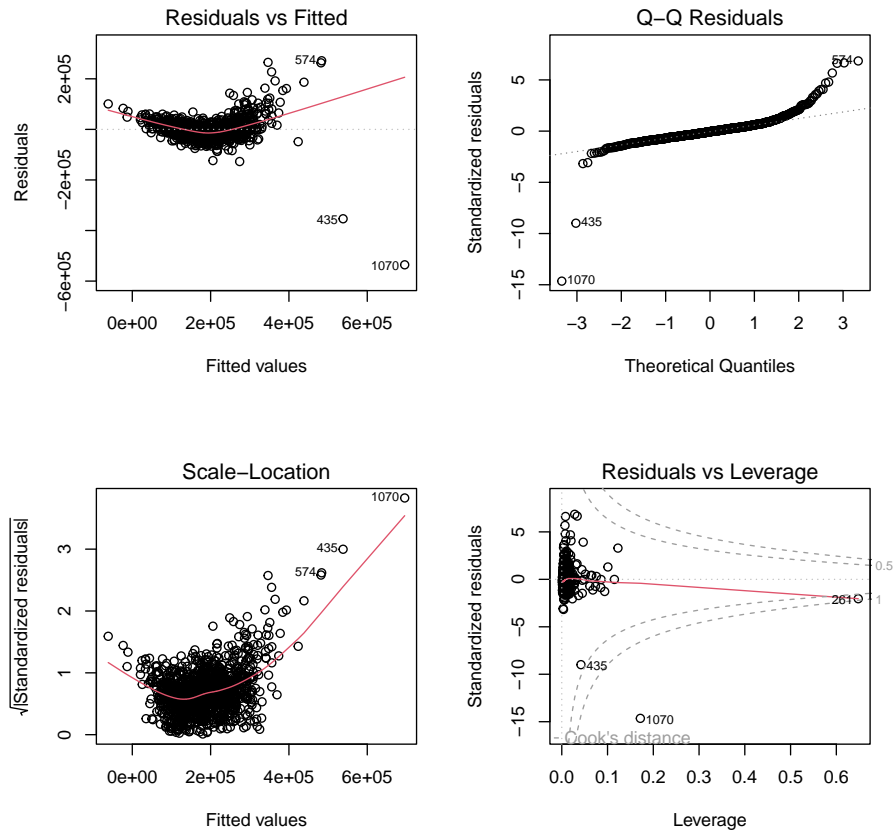 Residuals vs Fitted
Residuals
−6e+05
−2e+05
2e+05
574
435
1070
0e+00 2e+05 4e+05 6e+05
Fitted values
Q−Q Residuals
Standardized residuals
−15
−10
−5
0
5
574
435
1070
−3 −2 −1 0 1 2 3
Theoretical Quantiles
Scale−Location
√|Standardized residuals|
0
1
2
3
1070
435
574
0e+00 2e+05 4e+05 6e+05
Fitted values
Residuals vs Leverage
Standardized residuals
−15
−10
−5
0
5
0.5
1
261
435
1070
Cook's distance
0.0 0.1 0.2 0.3 0.4 0.5 0.6
Leverage